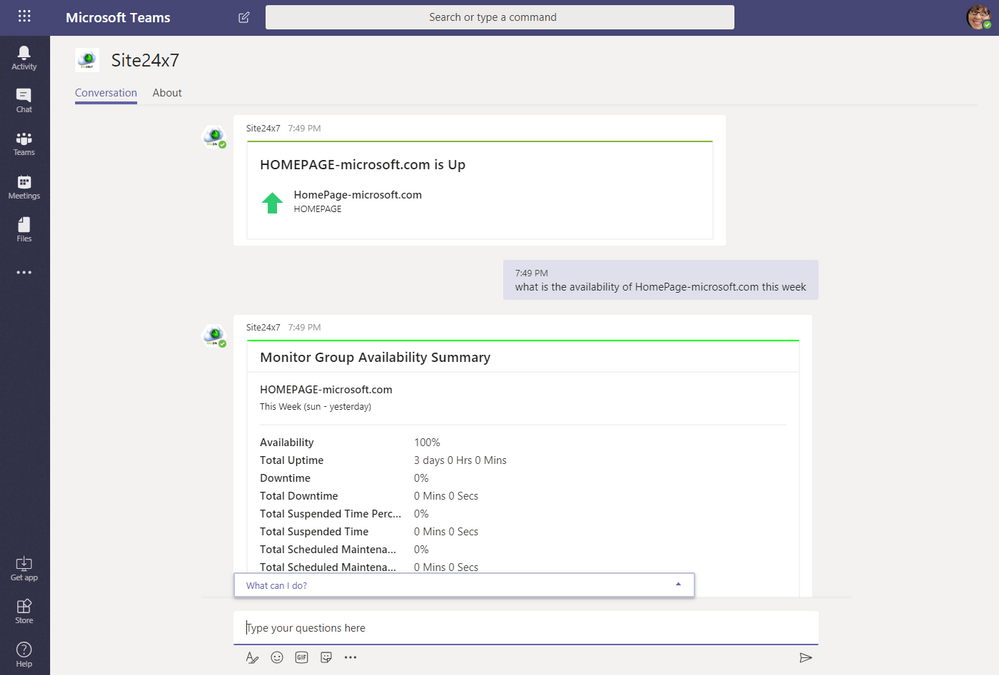 Microsoft Teams
Search or type a command
Activity
Chat
Teams
Meetings
Files
Get app
Store
Help
Site24x7
Conversation About
Site24x7 7:49 PM
HOMEPAGE-microsoft.com is Up
HomePage-microsoft.com
HOMEPAGE
7:49 PM
what is the availability of HomePage-microsoft.com this week
Site24x7 7:49 PM
Monitor Group Availability Summary
HOMEPAGE-microsoft.com
This Week (sun - yesterday)
Availability 100%
Total Uptime 3 days 0 Hrs 0 Mins
Downtime 0%
Total Downtime 0 Mins 0 Secs
Total Suspended Time Perc... 0%
Total Suspended Time 0 Mins 0 Secs
Total Scheduled Maintena... 0%
Total Scheduled Maintena... 0 Mins 0 Secs
What can I do?
Type your questions here
GIF